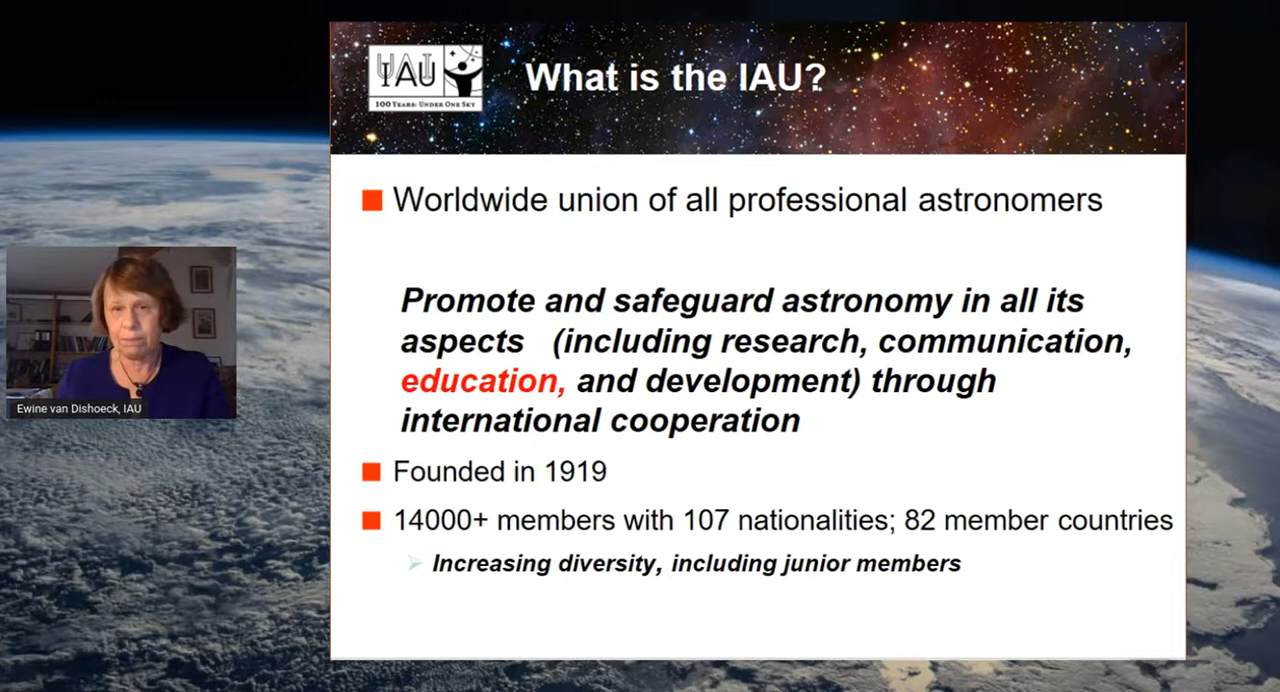 IAU
100 YEARS: UNDER ONE SKY
What is the IAU?
Worldwide union of all professional astronomers
Promote and safeguard astronomy in all its
aspects (including research, communication,
education, and development) through
international cooperation
Ewine van Dishoeck, IAU
Founded in 1919
14000+ members with 107 nationalities; 82 member countries
Increasing diversity, including junior members